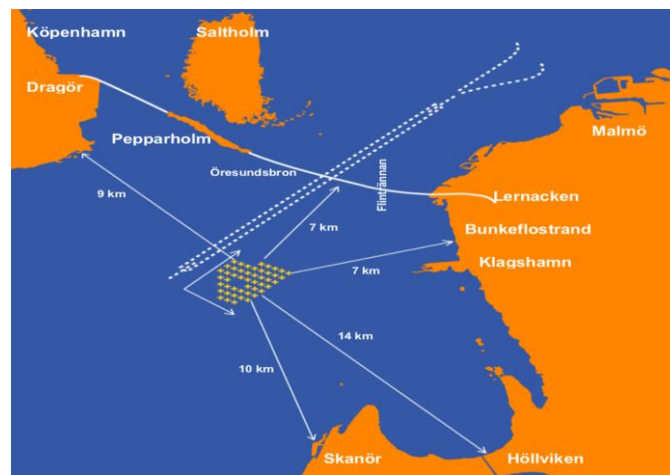 Köpenhamn
Saltholm
Dragör
Malmö
Pepparholm
Öresundsbron
Flintrännan
9 km
Lernacken
7 km
Bunkeflostrand
7 km
Klagshamn
14 km
10 km
Skanör
Höllviken